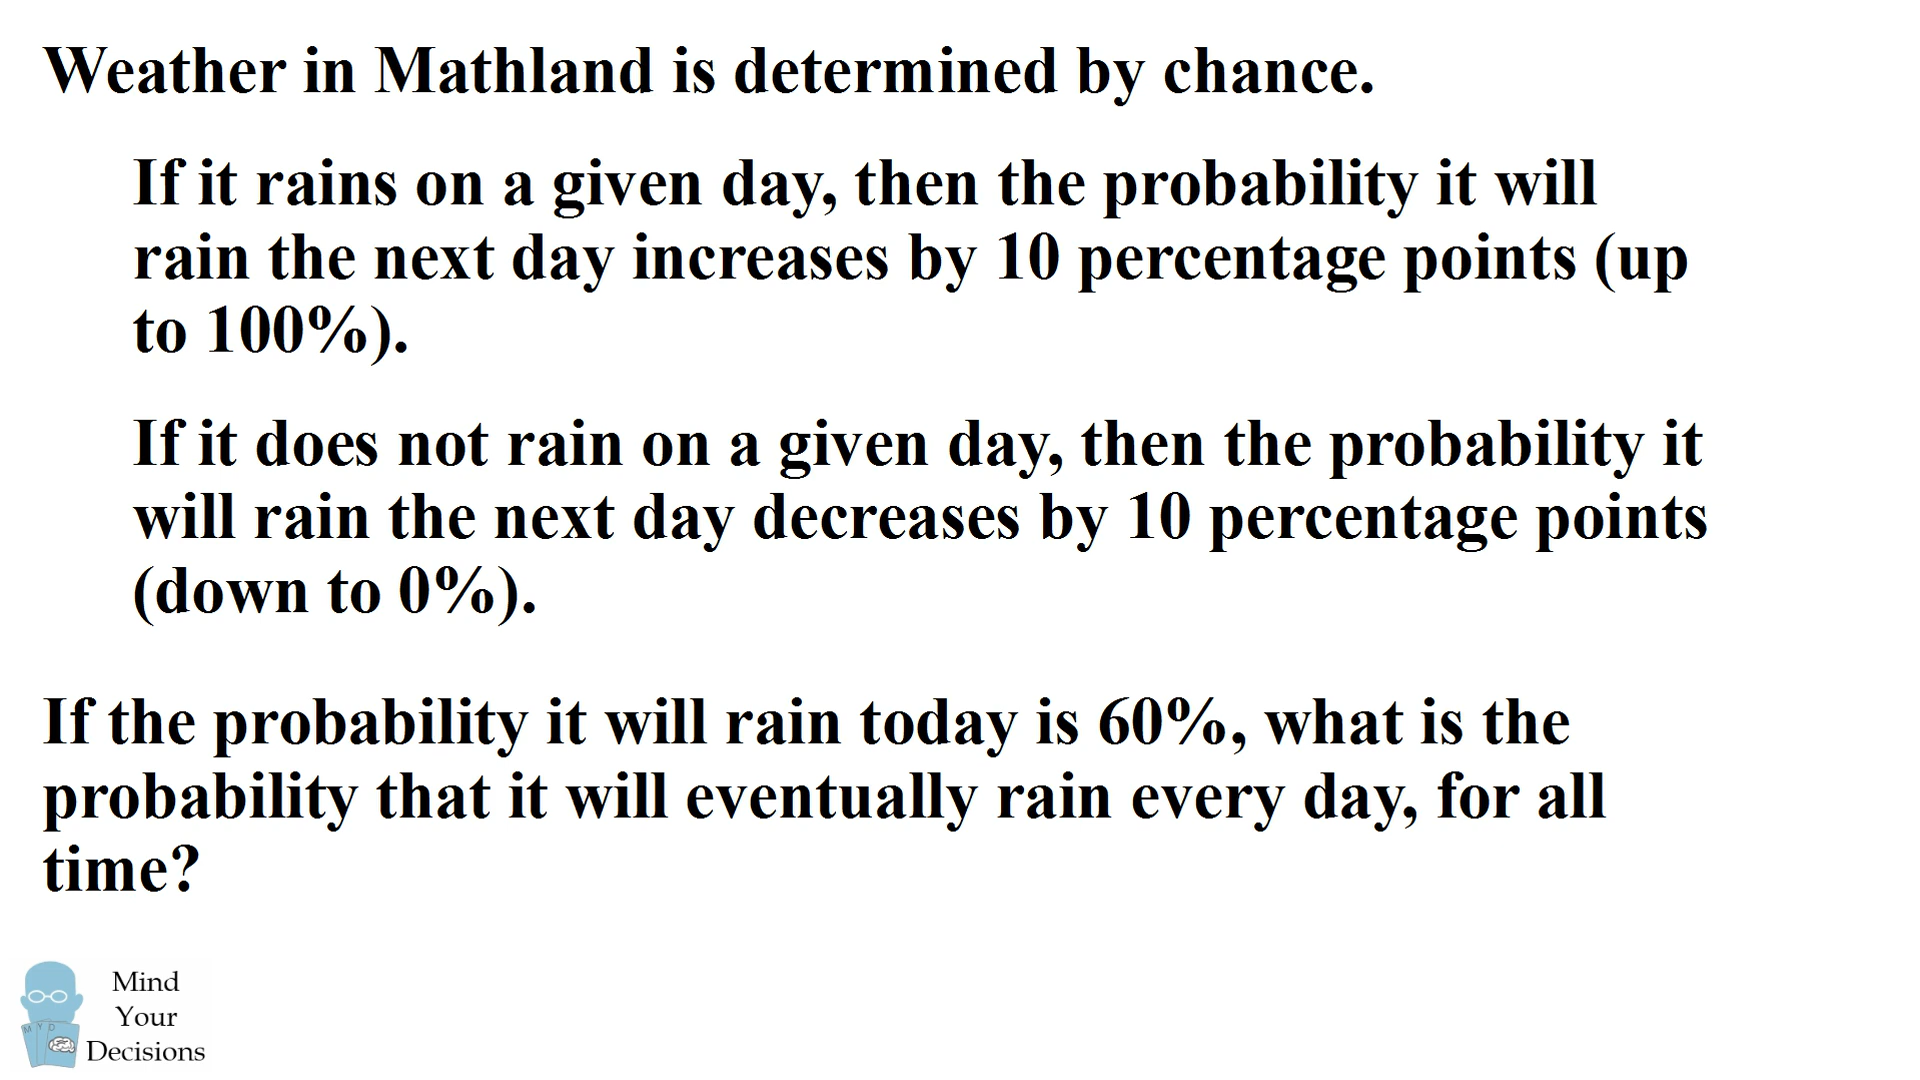 Weather in Mathland is determined by chance.
If it rains on a given day, then the probability it will
rain the next day increases by 10 percentage points (up
to 100%).
If it does not rain on a given day, then the probability it
will rain the next day decreases by 10 percentage points
(down to 0%).
If the probability it will rain today is 60%, what is the
probability that it will eventually rain every day, for all
time?
M Y D
Mind
Your
Decisions